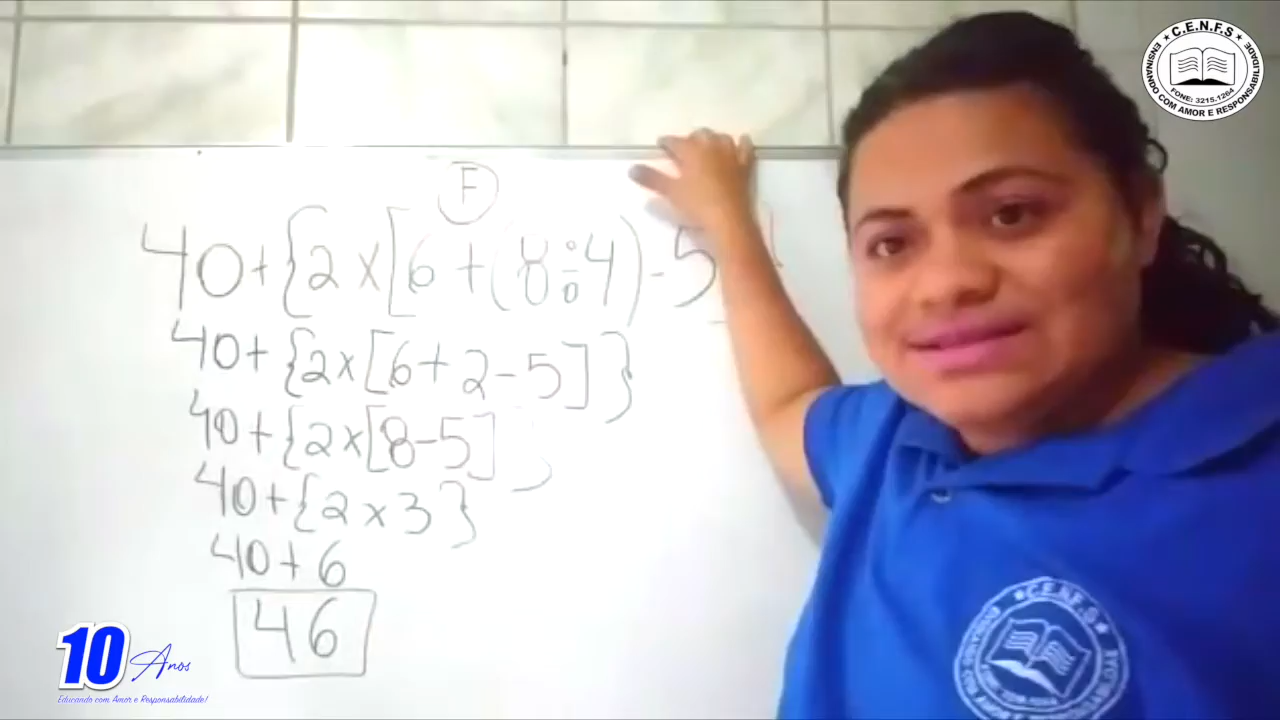 C.E.N.F.S
ENSINANDO COM AMOR E RESPONSABILIDADE
FONE: 3215.1264
F
40+{2×[6+(8÷4)-5
40+{2×[6+2-5]}
40+{2×[8-5]}
40+{2×3}
40+6
46
10 Anos
Educando com Amor e Responsabilidade!
C.E.N.F.S